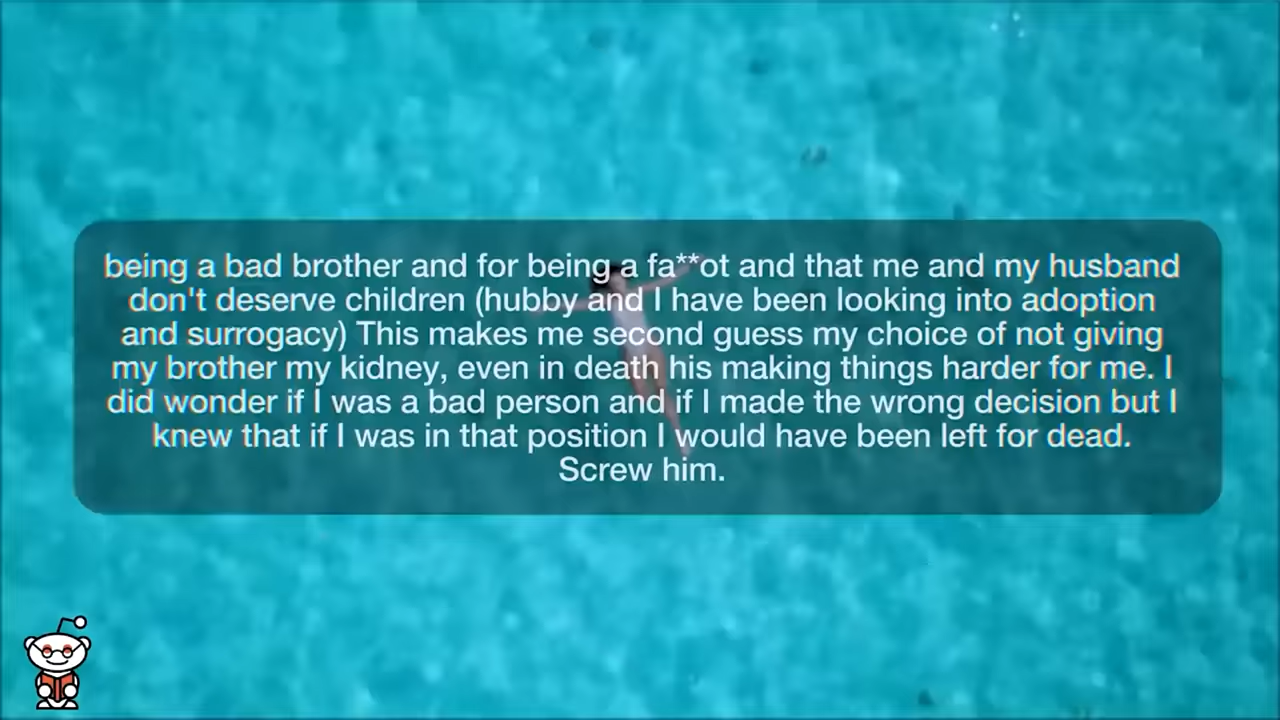 being a bad brother and for being a fa**ot and that me and my husband
don't deserve children (hubby and I have been looking into adoption
and surrogacy) This makes me second guess my choice of not giving
my brother my kidney, even in death his making things harder for me. I
did wonder if I was a bad person and if I made the wrong decision but I
knew that if I was in that position I would have been left for dead.
Screw him.